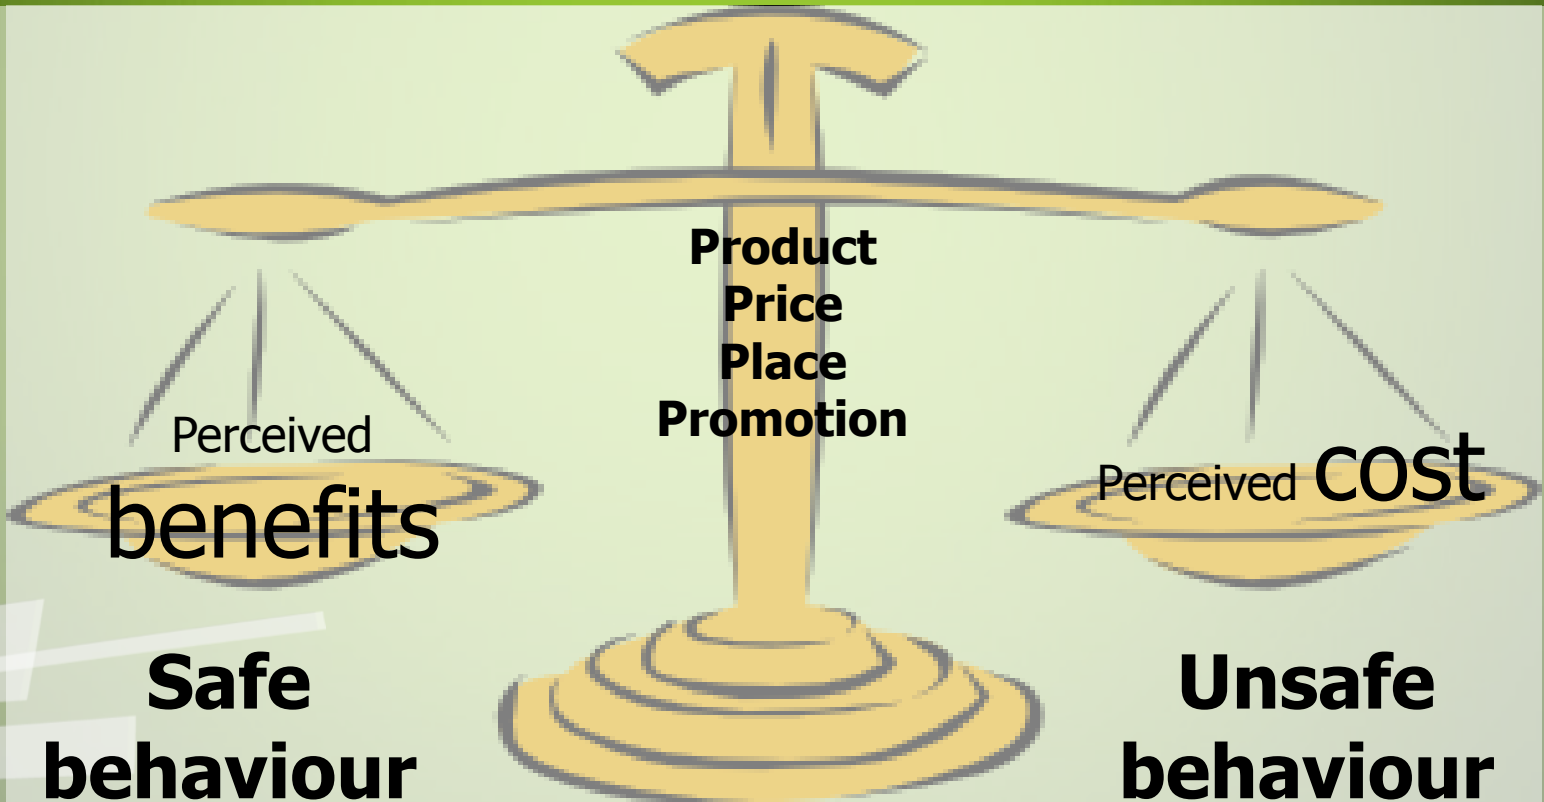 Product
Price
Place
Promotion
Perceived
benefits
Perceived cost
Safe
behaviour
Unsafe
behaviour